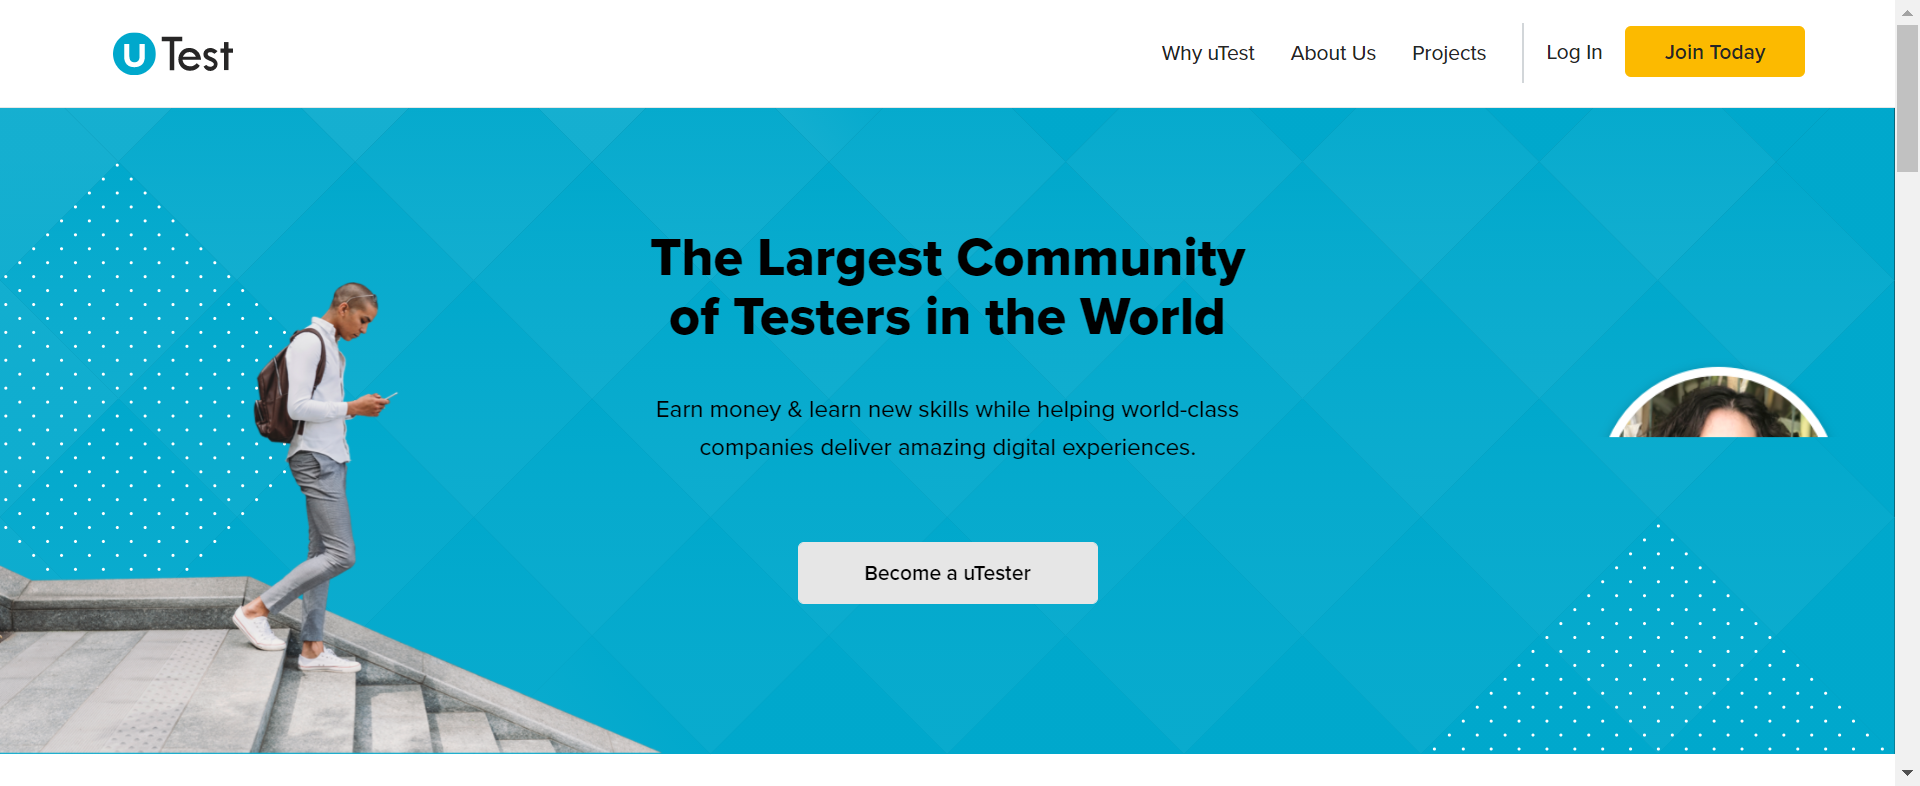 uTest
Why uTest
About Us
Projects
Log In
Join Today
The Largest Community
of Testers in the World
Earn money & learn new skills while helping world-class
companies deliver amazing digital experiences.
Become a uTester